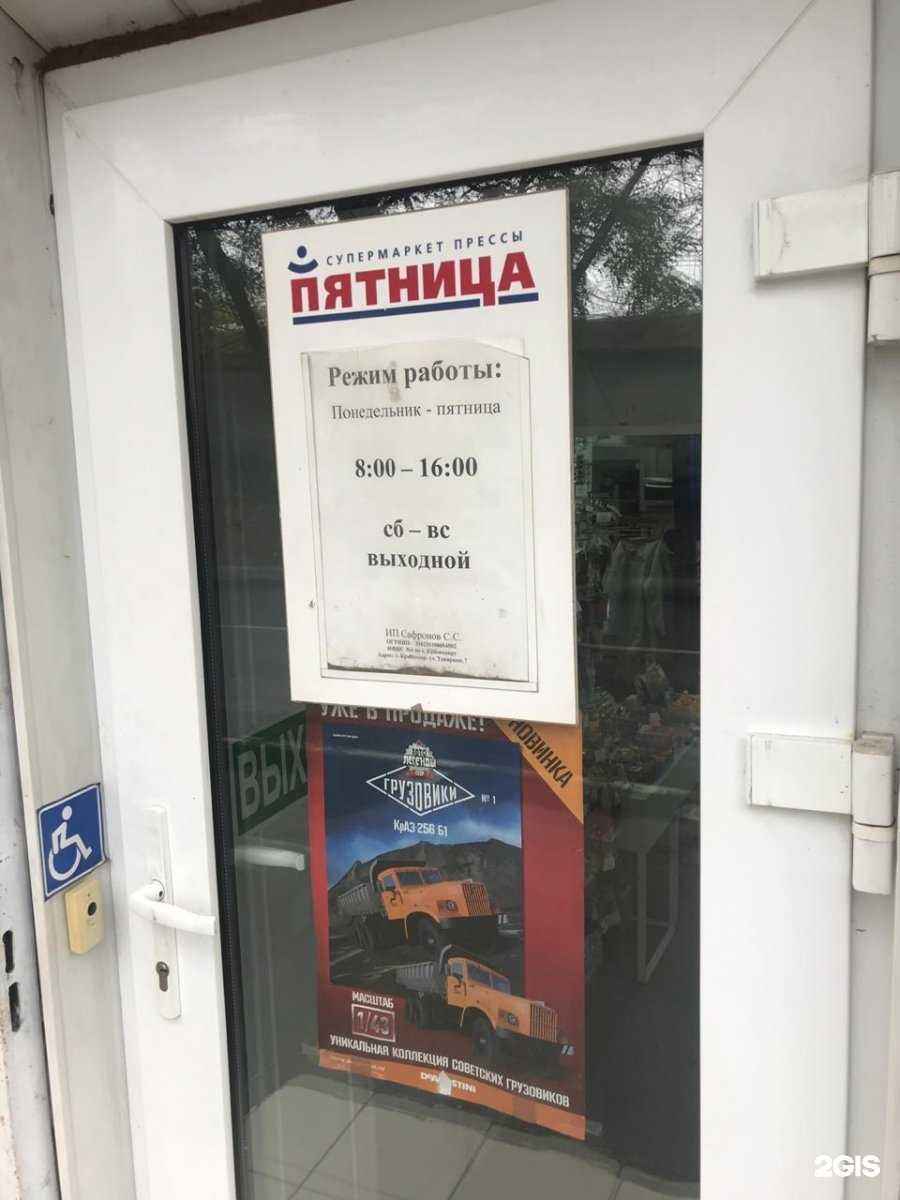 СУПЕРМАРКЕТ ПРЕССЫ
ПЯТНИЦА
Режим работы:
Понедельник - пятница
8:00 – 16:00
сб – вс
выходной
ИП Сафронов С.С.
УЖЕ В ПРОДАЖЕ!
НОВИНКА
ВЫХ
ЛЕГЕНДЫ
ГРУЗОВИКИ
№ 1
КрАЗ 256 Б1
МАСШТАБ
1/43
УНИКАЛЬНАЯ КОЛЛЕКЦИЯ СОВЕТСКИХ ГРУЗОВИКОВ
2GIS